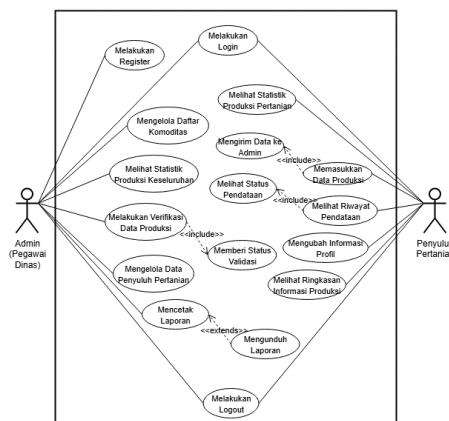 Melakukan
Login
Melakukan
Register
Melihat Statistik
Produksi Pertanian
Mengelola Daftar
Komoditas
Mengirim Data ke
Admin
<<include>>
Memasukkan
Data Produksi
Melihat Statistik
Produksi Keseluruhan
Melihat Status
Pendataan
<<include>>
Melihat Riwayat
Pendataan
Admin
(Pegawai
Dinas)
Penyulu
Pertania
Melakukan Verifikasi
Data Produksi
<<include>>
Memberi Status
Validasi
Mengubah Informasi
Profil
Mengelola Data
Penyuluh Pertanian
Melihat Ringkasan
Informasi Produksi
Mencetak
Laporan
<<extends>>
Mengunduh
Laporan
Melakukan
Logout